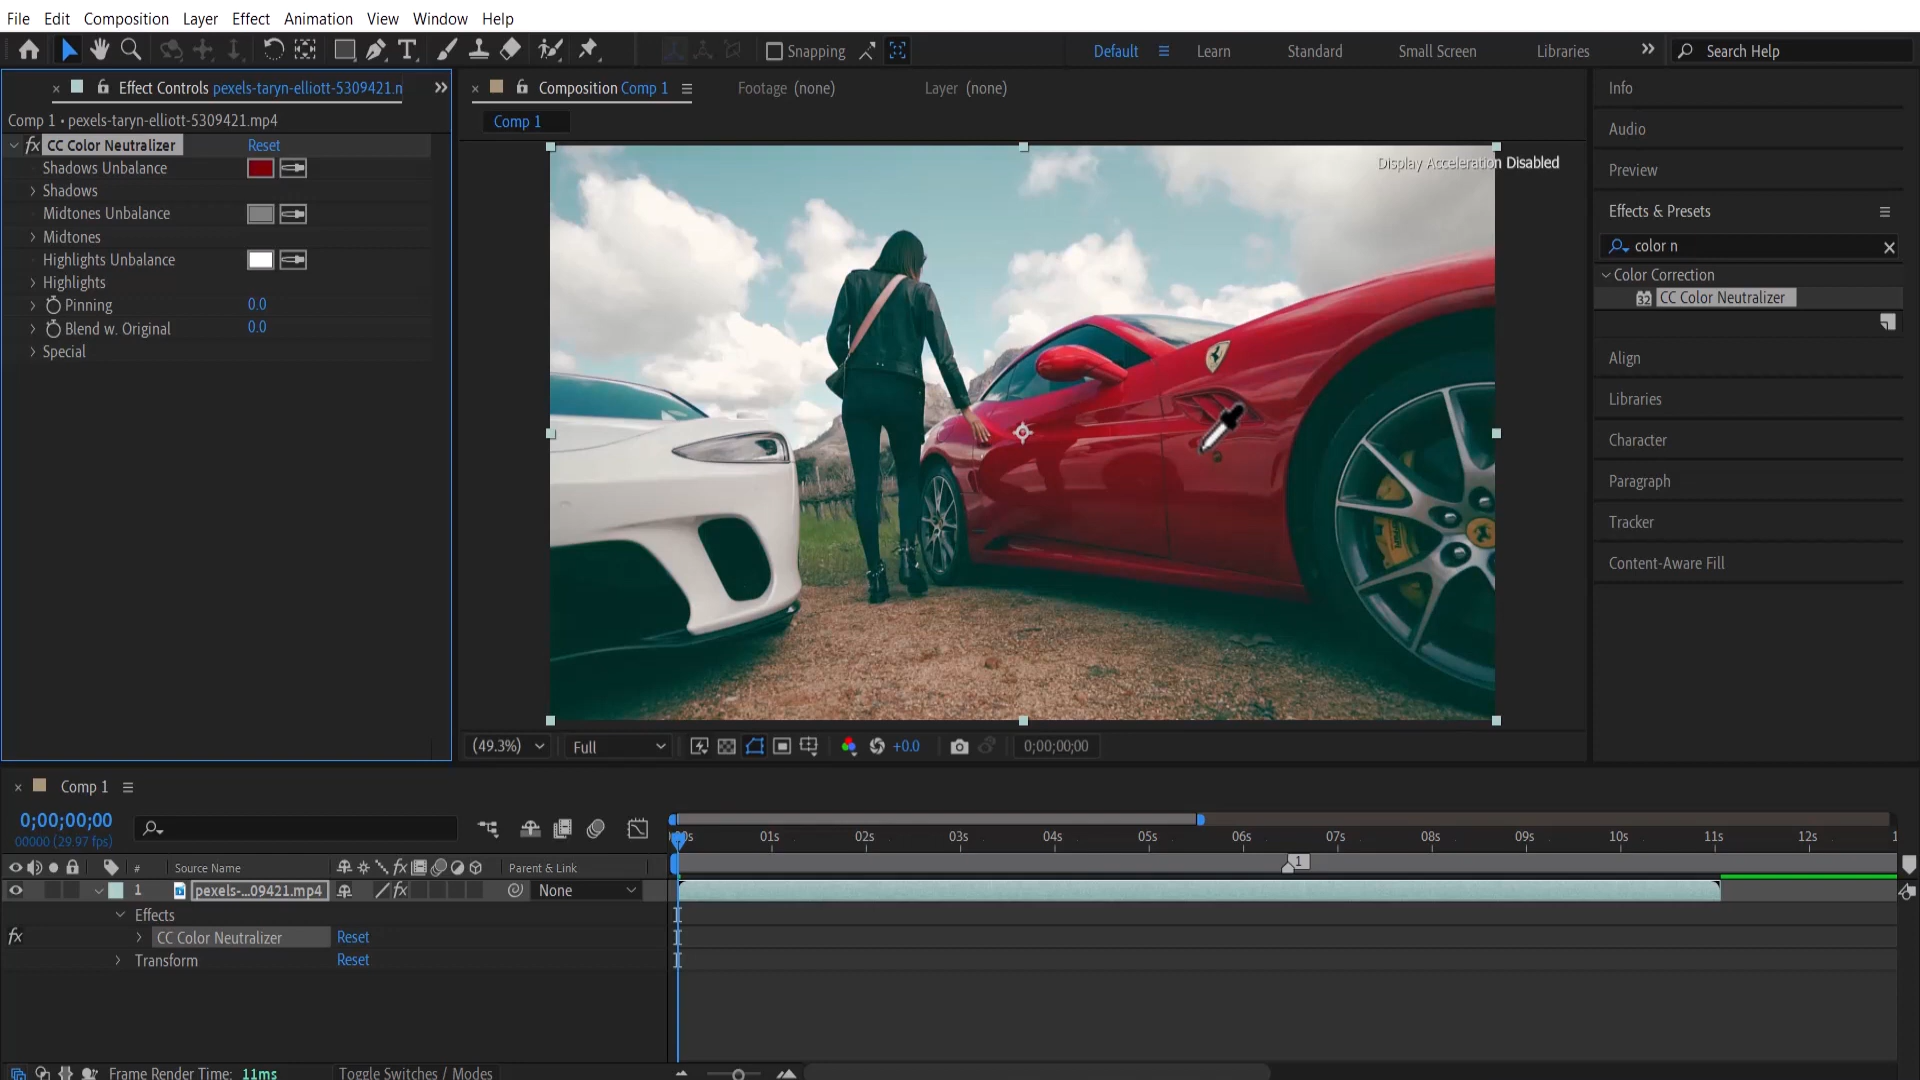 File Edit Composition Layer Effect Animation View Window Help
Snapping Default Learn Standard Small Screen Libraries Search Help
Effect Controls pexels-taryn-elliott-5309421.n
Composition Comp 1
Footage (none)
Layer (none)
Comp 1 • pexels-taryn-elliott-5309421.mp4
Comp 1
fx CC Color Neutralizer Reset
Shadows Unbalance
Shadows
Midtones Unbalance
Midtones
Highlights Unbalance
Highlights
Pinning 0.0
Blend w. Original 0.0
Special
Display Acceleration Disabled
Info
Audio
Preview
Effects & Presets
color n
Color Correction
32 CC Color Neutralizer
Align
Libraries
Character
Paragraph
Tracker
Content-Aware Fill
(49.3%) Full +0.0 0;00;00;00
Comp 1
0;00;00;00
00000 (29.97 fps)
01s 02s 03s 04s 05s 06s 07s 08s 09s 10s 11s 12s 1
# Source Name fx Parent & Link
1
1 pexels-...09421.mp4 fx None
Effects
fx CC Color Neutralizer Reset
Transform Reset
Frame Render Time: 11ms Toggle Switches / Modes